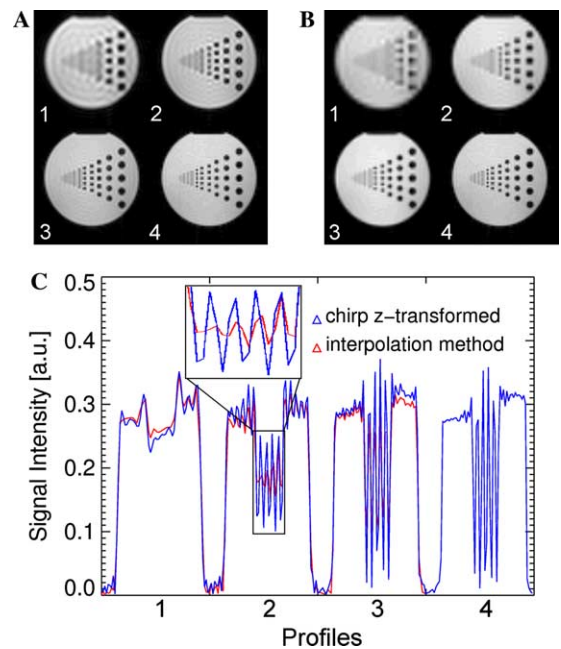 A B
1 2 1 2
3 4 3 4
C
0.5
0.4
0.3
0.2
0.1
0.0
Signal Intensity [a.u.]
chirp z-transformed
interpolation method
1 2 3 4
Profiles